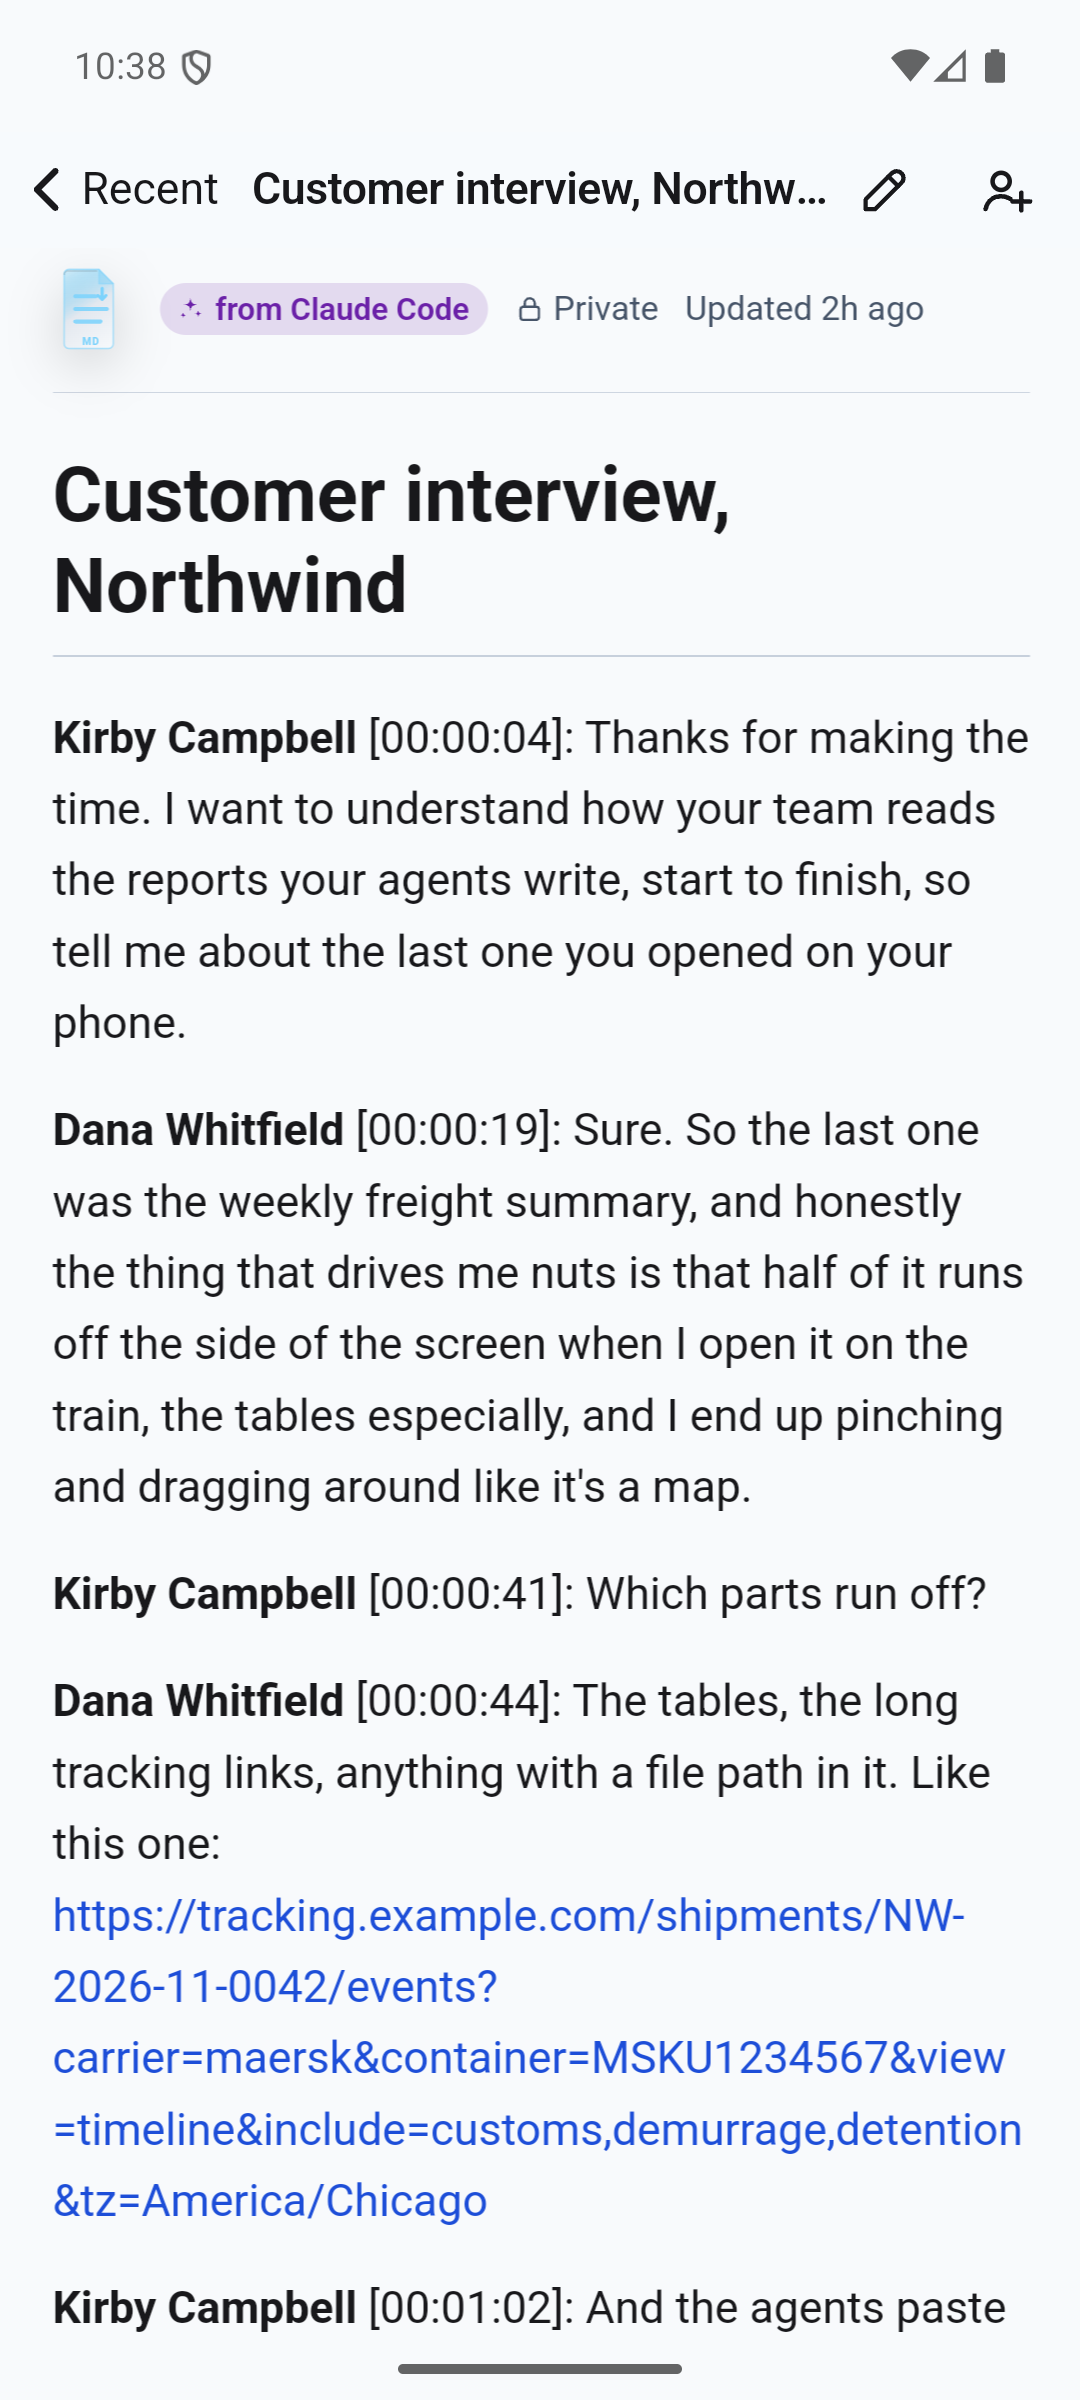 10:38
Recent
Customer interview, Northw...
MD
from Claude Code
Private
Updated 2h ago
Customer interview,
Northwind
Kirby Campbell [00:00:04]: Thanks for making the
time. I want to understand how your team reads
the reports your agents write, start to finish, so
tell me about the last one you opened on your
phone.
Dana Whitfield [00:00:19]: Sure. So the last one
was the weekly freight summary, and honestly
the thing that drives me nuts is that half of it runs
off the side of the screen when I open it on the
train, the tables especially, and I end up pinching
and dragging around like it's a map.
Kirby Campbell [00:00:41]: Which parts run off?
Dana Whitfield [00:00:44]: The tables, the long
tracking links, anything with a file path in it. Like
this one:
https://tracking.example.com/shipments/NW-
2026-11-0042/events?
carrier=maersk&container=MSKU1234567&view
=timeline&include=customs,demurrage,detention
&tz=America/Chicago
Kirby Campbell [00:01:02]: And the agents paste